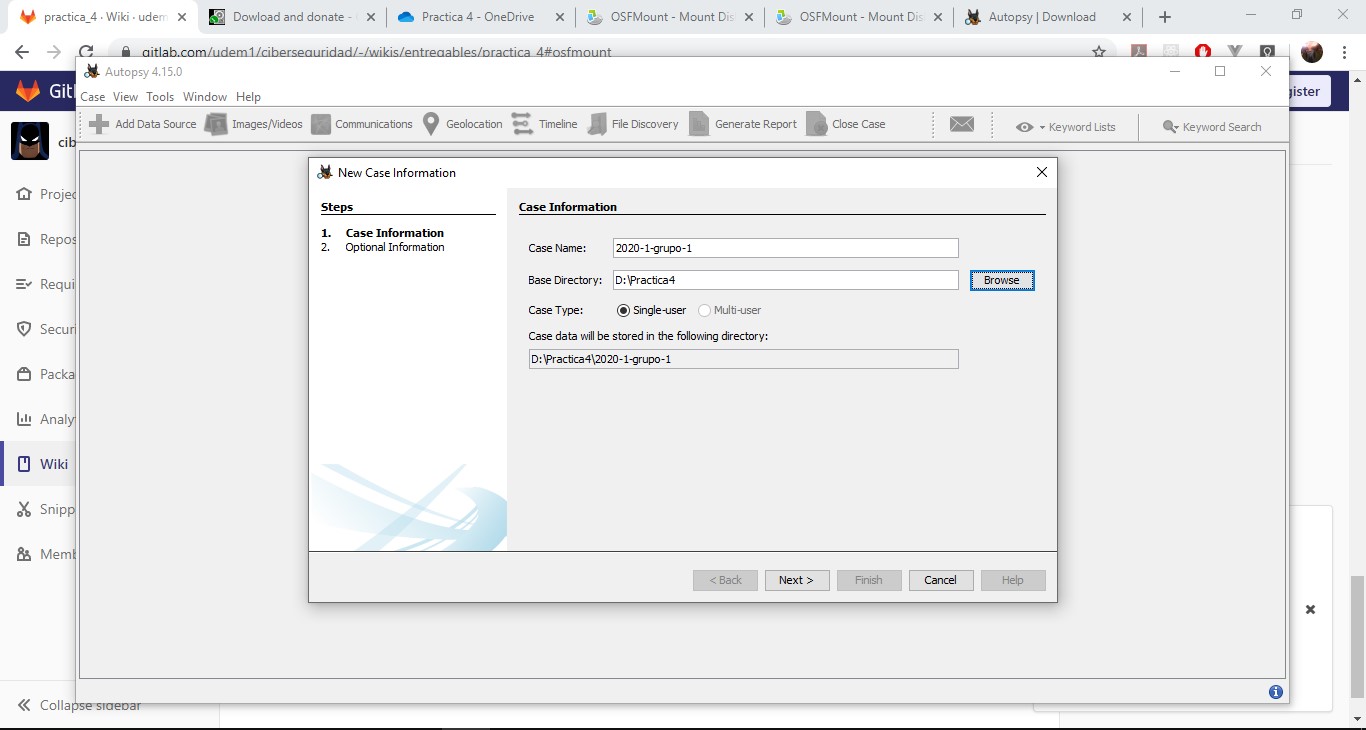 practica_4 · Wiki · udem
Dowload and donate -
Practica 4 - OneDrive
OSFMount - Mount Dis
OSFMount - Mount Dis
Autopsy | Download
gitlab.com/udem1/ciberseguridad/-/wikis/entregables/practica_4#osfmount
Autopsy 4.15.0
Case View Tools Window Help
Add Data Source Images/Videos Communications Geolocation Timeline File Discovery Generate Report Close Case Keyword Lists Keyword Search
GitL
gister
cib
Projec
Repos
Requi
Securi
Packa
Analy
Wiki
Snipp
Memb
Collapse sidebar
New Case Information
Steps
1. Case Information
2. Optional Information
Case Information
Case Name: 2020-1-grupo-1
Base Directory: D:\Practica4 Browse
Case Type: Single-user Multi-user
Case data will be stored in the following directory:
D:\Practica4\2020-1-grupo-1
< Back Next > Finish Cancel Help